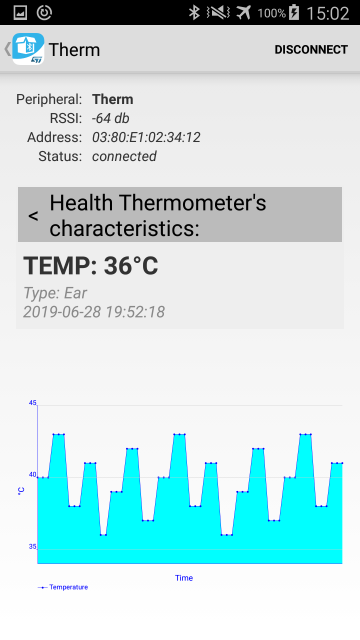 100% 15:02
Therm DISCONNECT
Peripheral: Therm
RSSI: -64 db
Address: 03:80:E1:02:34:12
Status: connected
< Health Thermometer's
characteristics:
TEMP: 36°C
Type: Ear
2019-06-28 19:52:18
45
40
°C
35
Time
Temperature